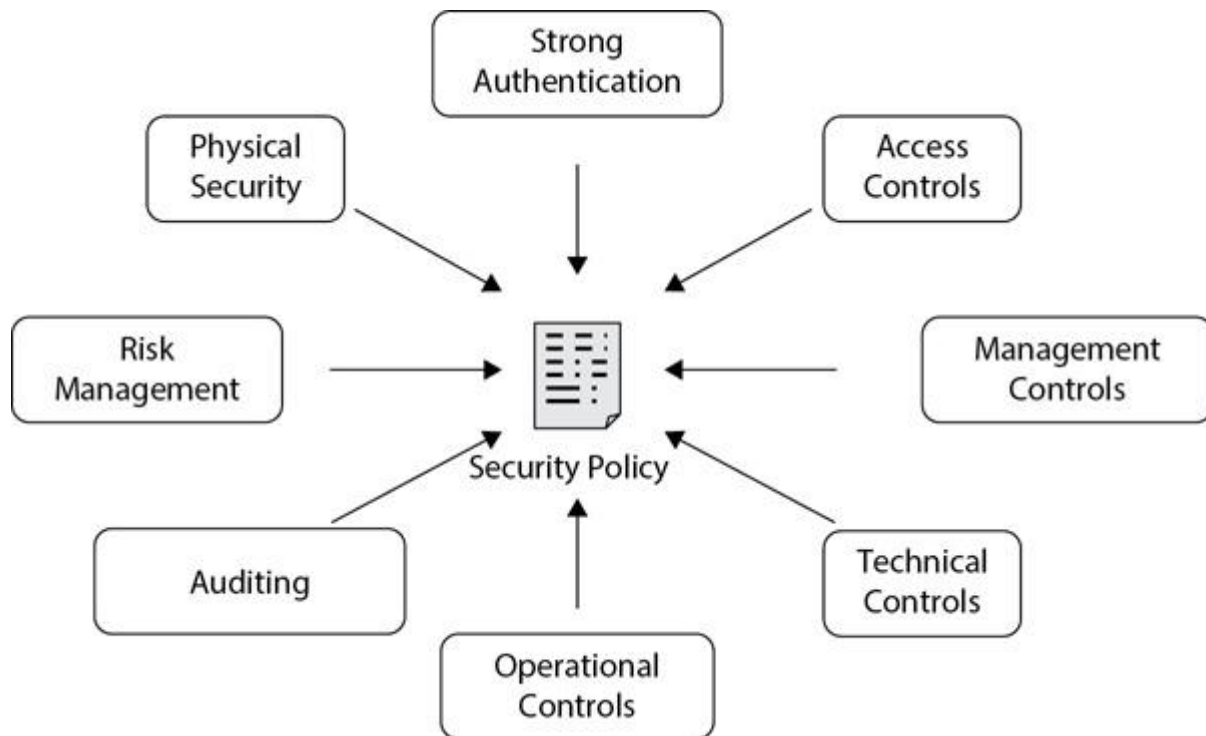 Strong
Authentication
Physical
Security
Access
Controls
Risk
Management
Management
Controls
Security Policy
Auditing
Technical
Controls
Operational
Controls